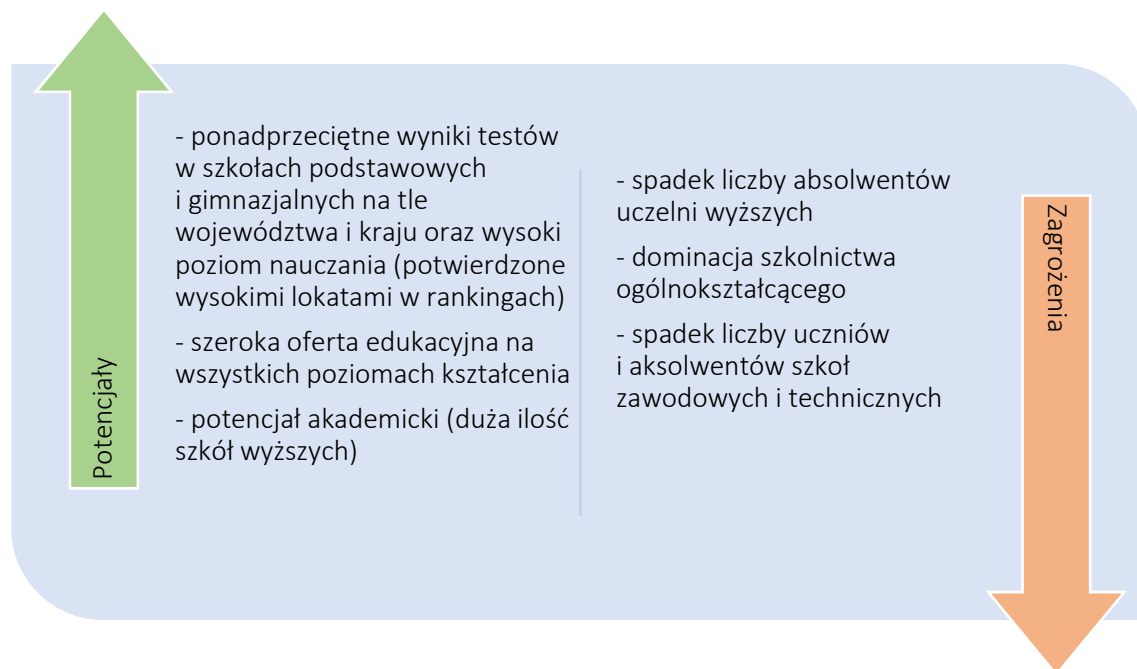 Potencjały
- ponadprzeciętne wyniki testów
w szkołach podstawowych
i gimnazjalnych na tle
województwa i kraju oraz wysoki
poziom nauczania (potwierdzone
wysokimi lokatami w rankingach)
- szeroka oferta edukacyjna na
wszystkich poziomach kształcenia
- potencjał akademicki (duża ilość
szkół wyższych)
- spadek liczby absolwentów
uczelni wyższych
- dominacja szkolnictwa
ogólnokształcącego
- spadek liczby uczniów
i aksolwentów szkoł
zawodowych i technicznych
Zagrożenia